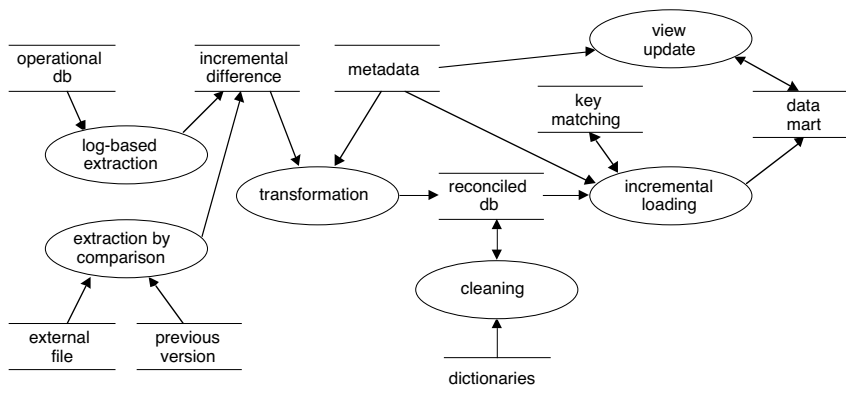 view
update
operational
db
incremental
difference
metadata
key
matching
data
mart
log-based
extraction
transformation
reconciled
db
incremental
loading
extraction by
comparison
cleaning
external
file
previous
version
dictionaries